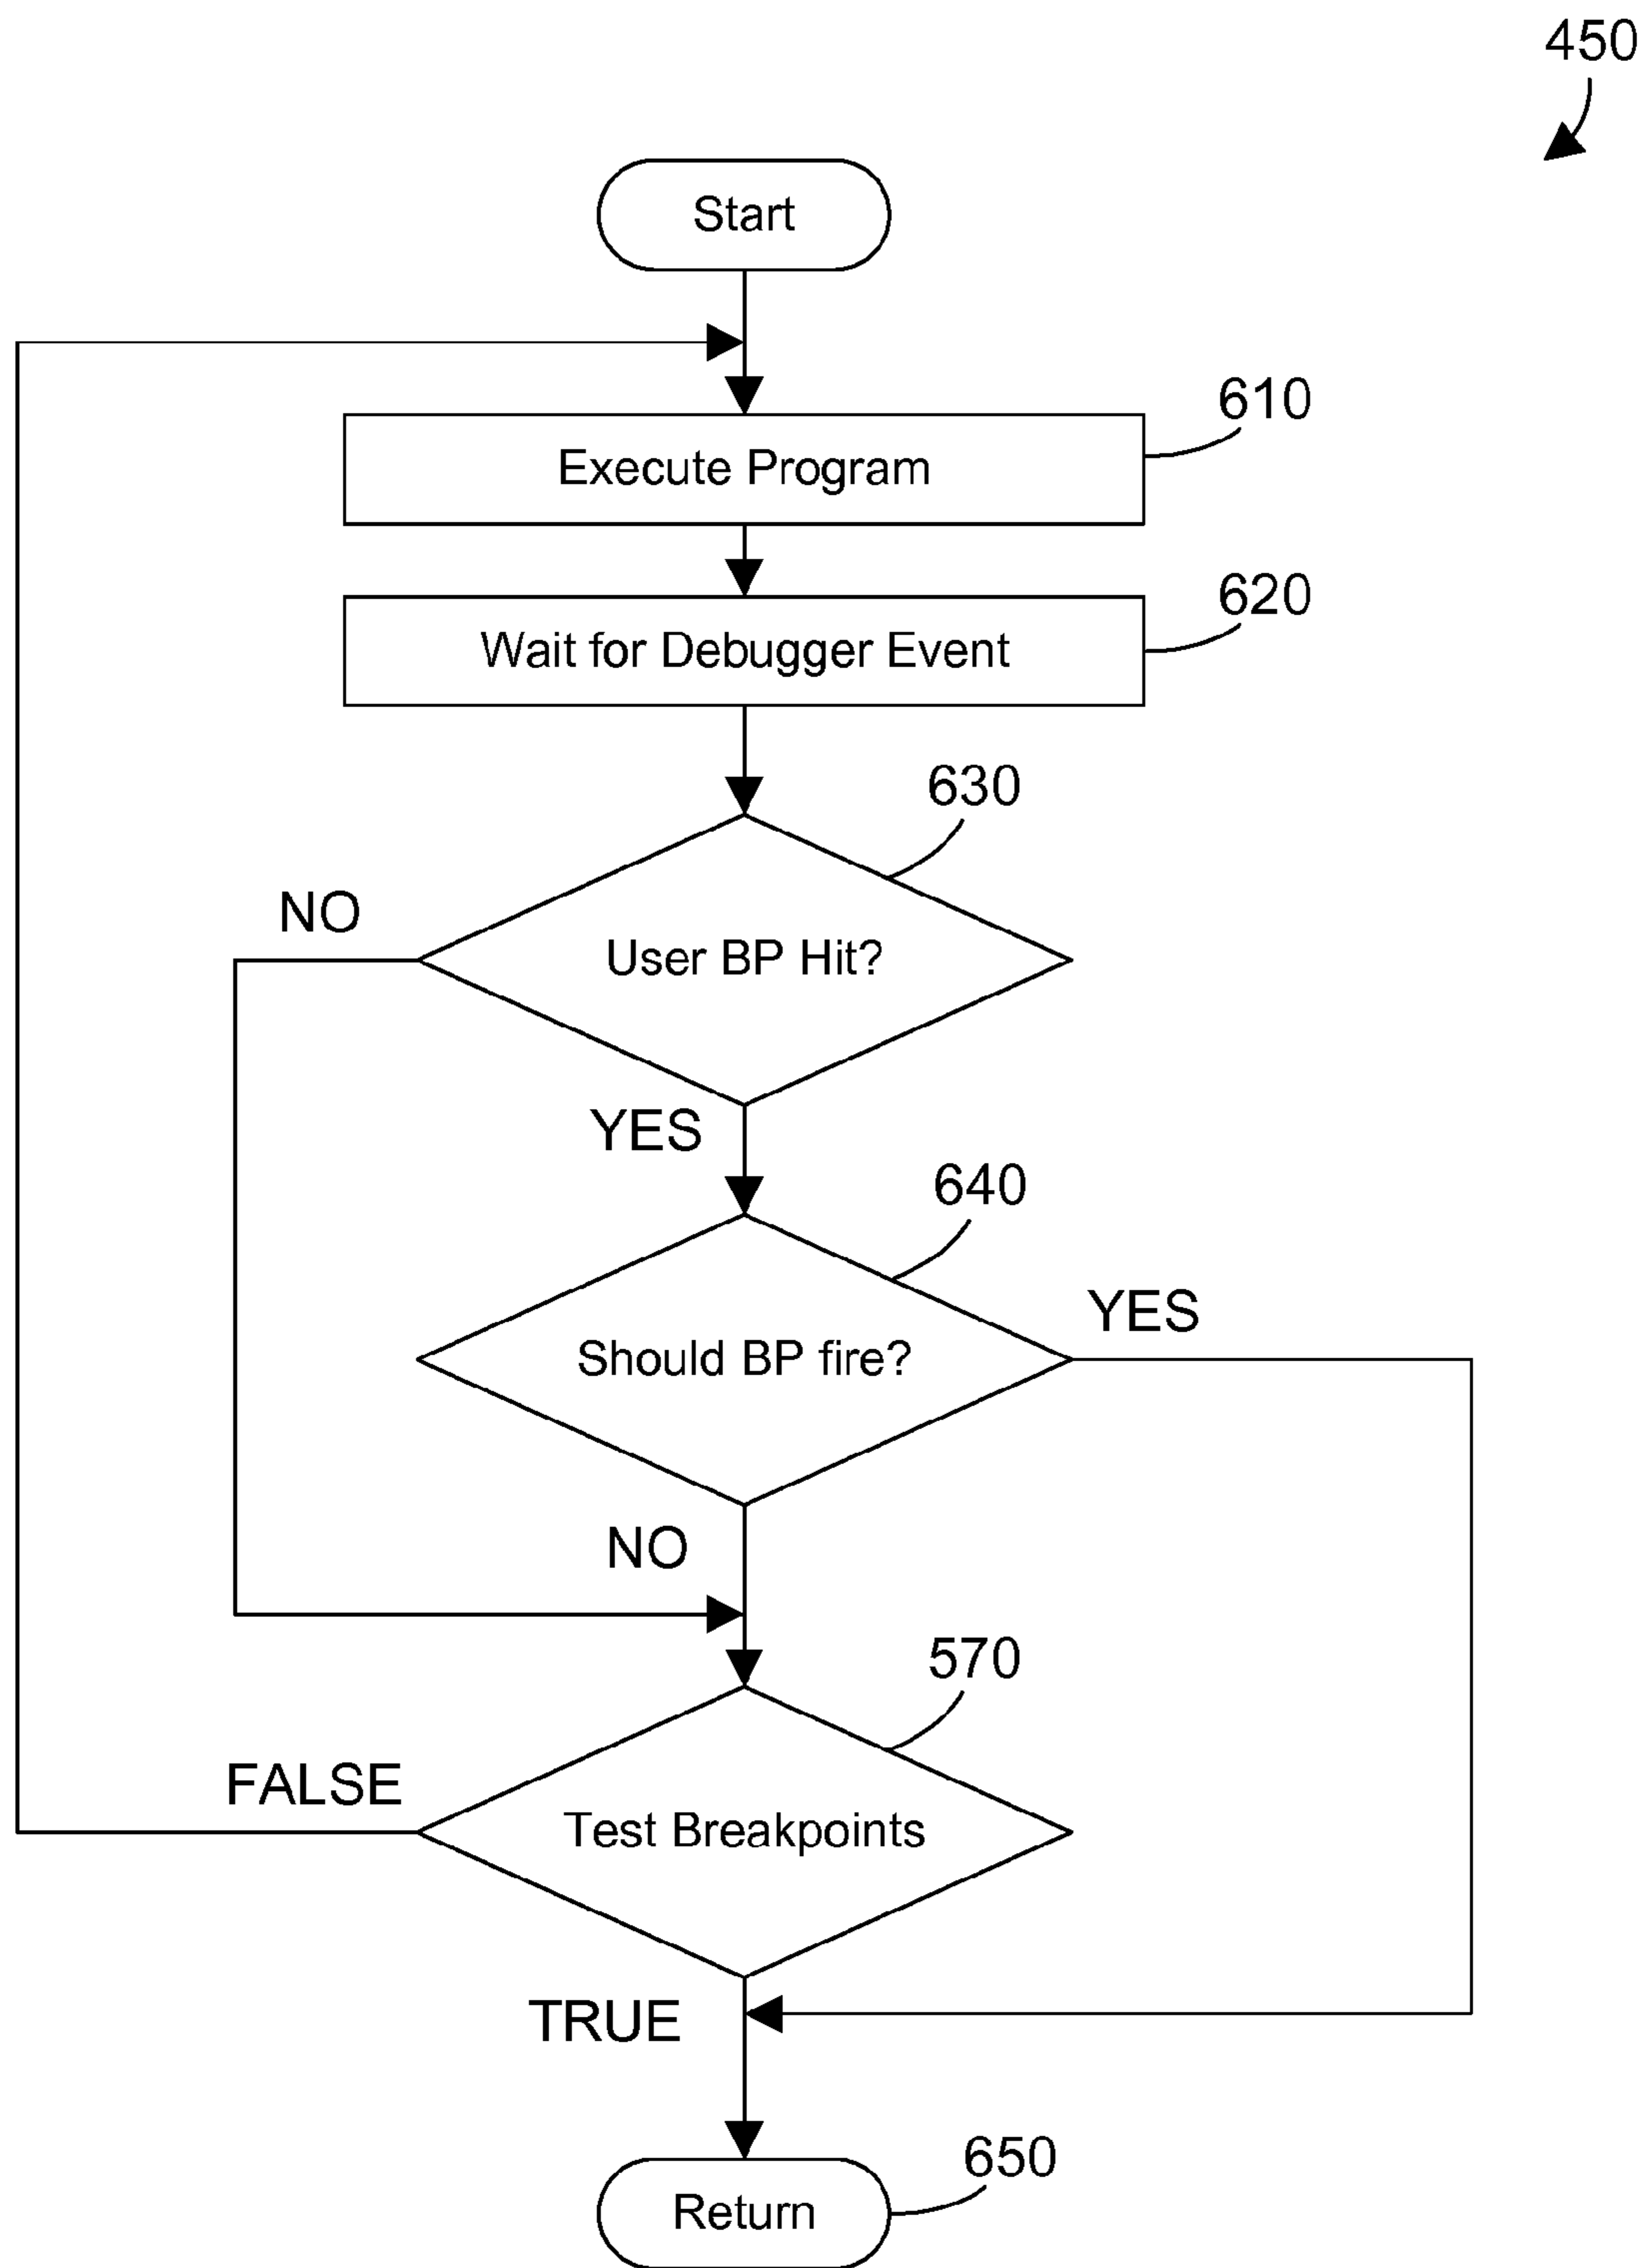 450
Start
610
Execute Program
620
Wait for Debugger Event
630
NO
User BP Hit?
YES
640
YES
Should BP fire?
NO
570
FALSE
Test Breakpoints
TRUE
650
Return